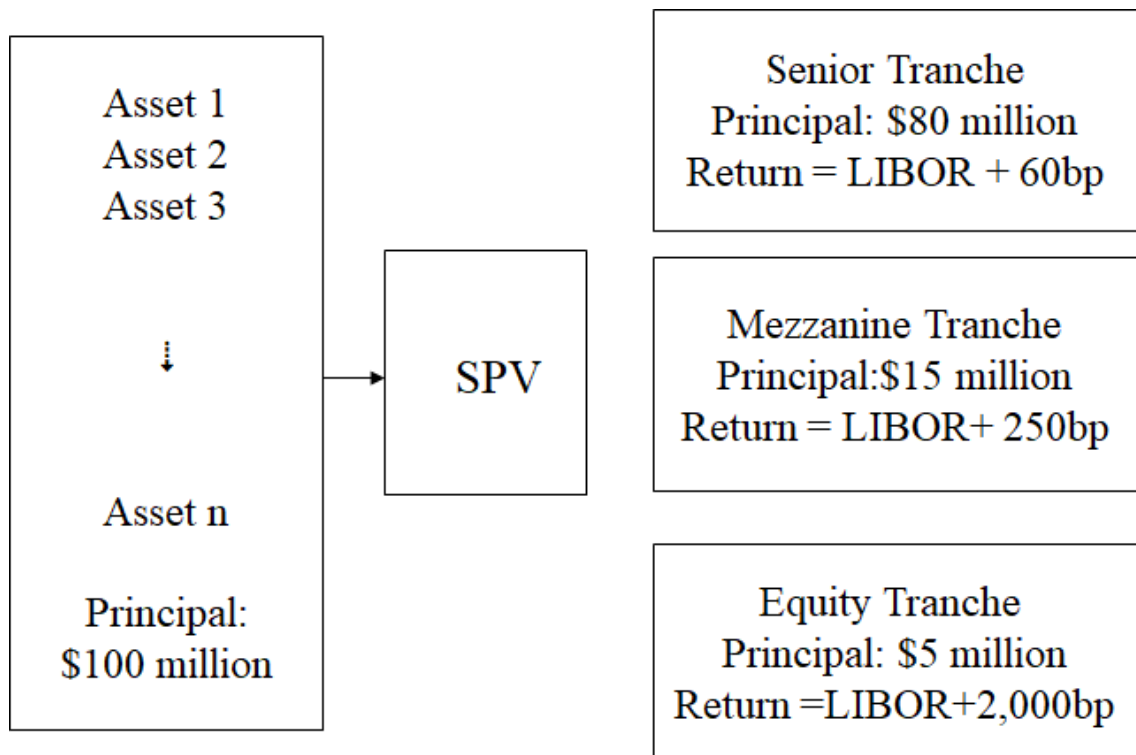 Asset 1
Asset 2
Asset 3
Asset n
Principal:
$100 million
SPV
Senior Tranche
Principal: $80 million
Return = LIBOR + 60bp
Mezzanine Tranche
Principal:$15 million
Return = LIBOR+ 250bp
Equity Tranche
Principal: $5 million
Return =LIBOR+2,000bp